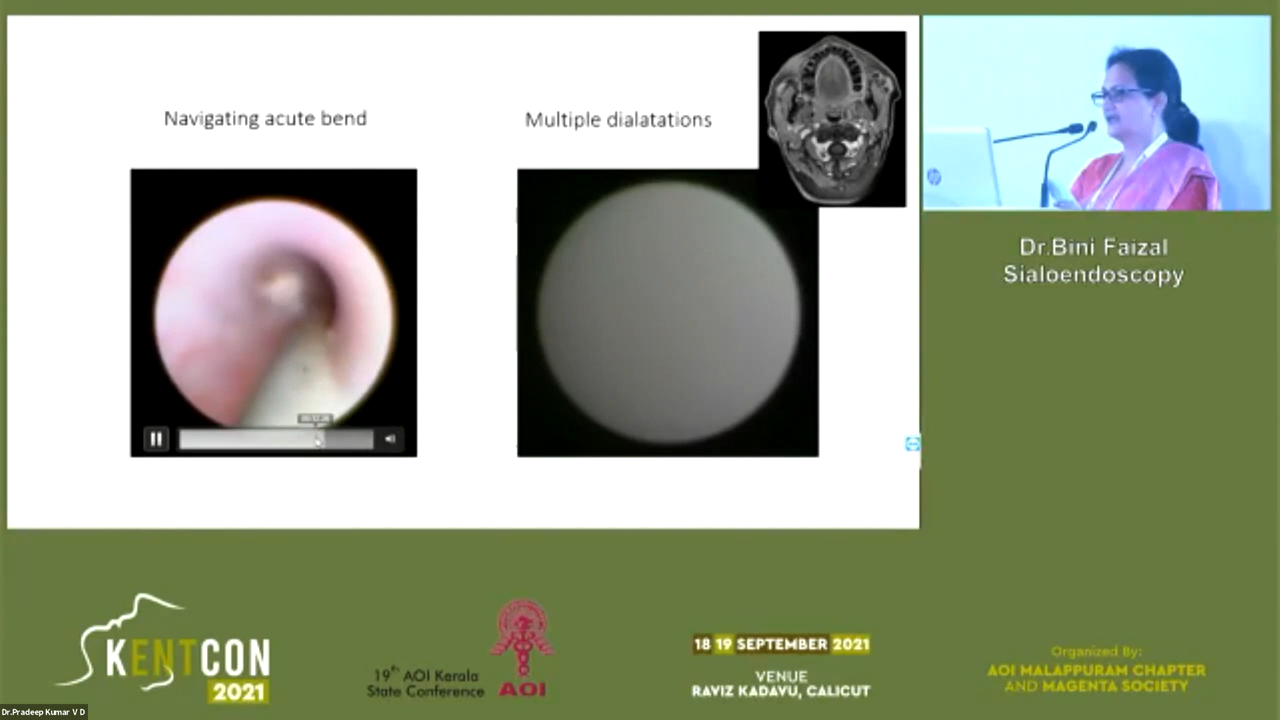 Navigating acute bend
Multiple dialatations
Dr.Bini Faizal
Sialoendoscopy
hp
KENTCON
2021
19th AOI Kerala
State Conference
AOI
18 19 SEPTEMBER 2021
VENUE
RAVIZ KADAVU, CALICUT
Organized By:
AOI MALAPPURAM CHAPTER
AND MAGENTA SOCIETY
Dr.Pradeep Kumar V D